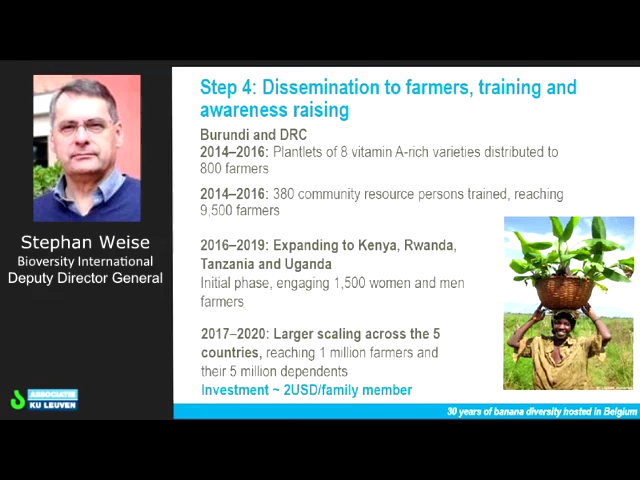 Step 4: Dissemination to farmers, training and
awareness raising
Burundi and DRC
2014–2016: Plantlets of 8 vitamin A-rich varieties distributed to
800 farmers
2014–2016: 380 community resource persons trained, reaching
9,500 farmers
2016–2019: Expanding to Kenya, Rwanda,
Tanzania and Uganda
Initial phase, engaging 1,500 women and men
farmers
2017–2020: Larger scaling across the 5
countries, reaching 1 million farmers and
their 5 million dependents
Investment ~ 2USD/family member
Stephan Weise
Bioversity International
Deputy Director General
ASSOCIATIE
KU LEUVEN
30 years of banana diversity hosted in Belgium